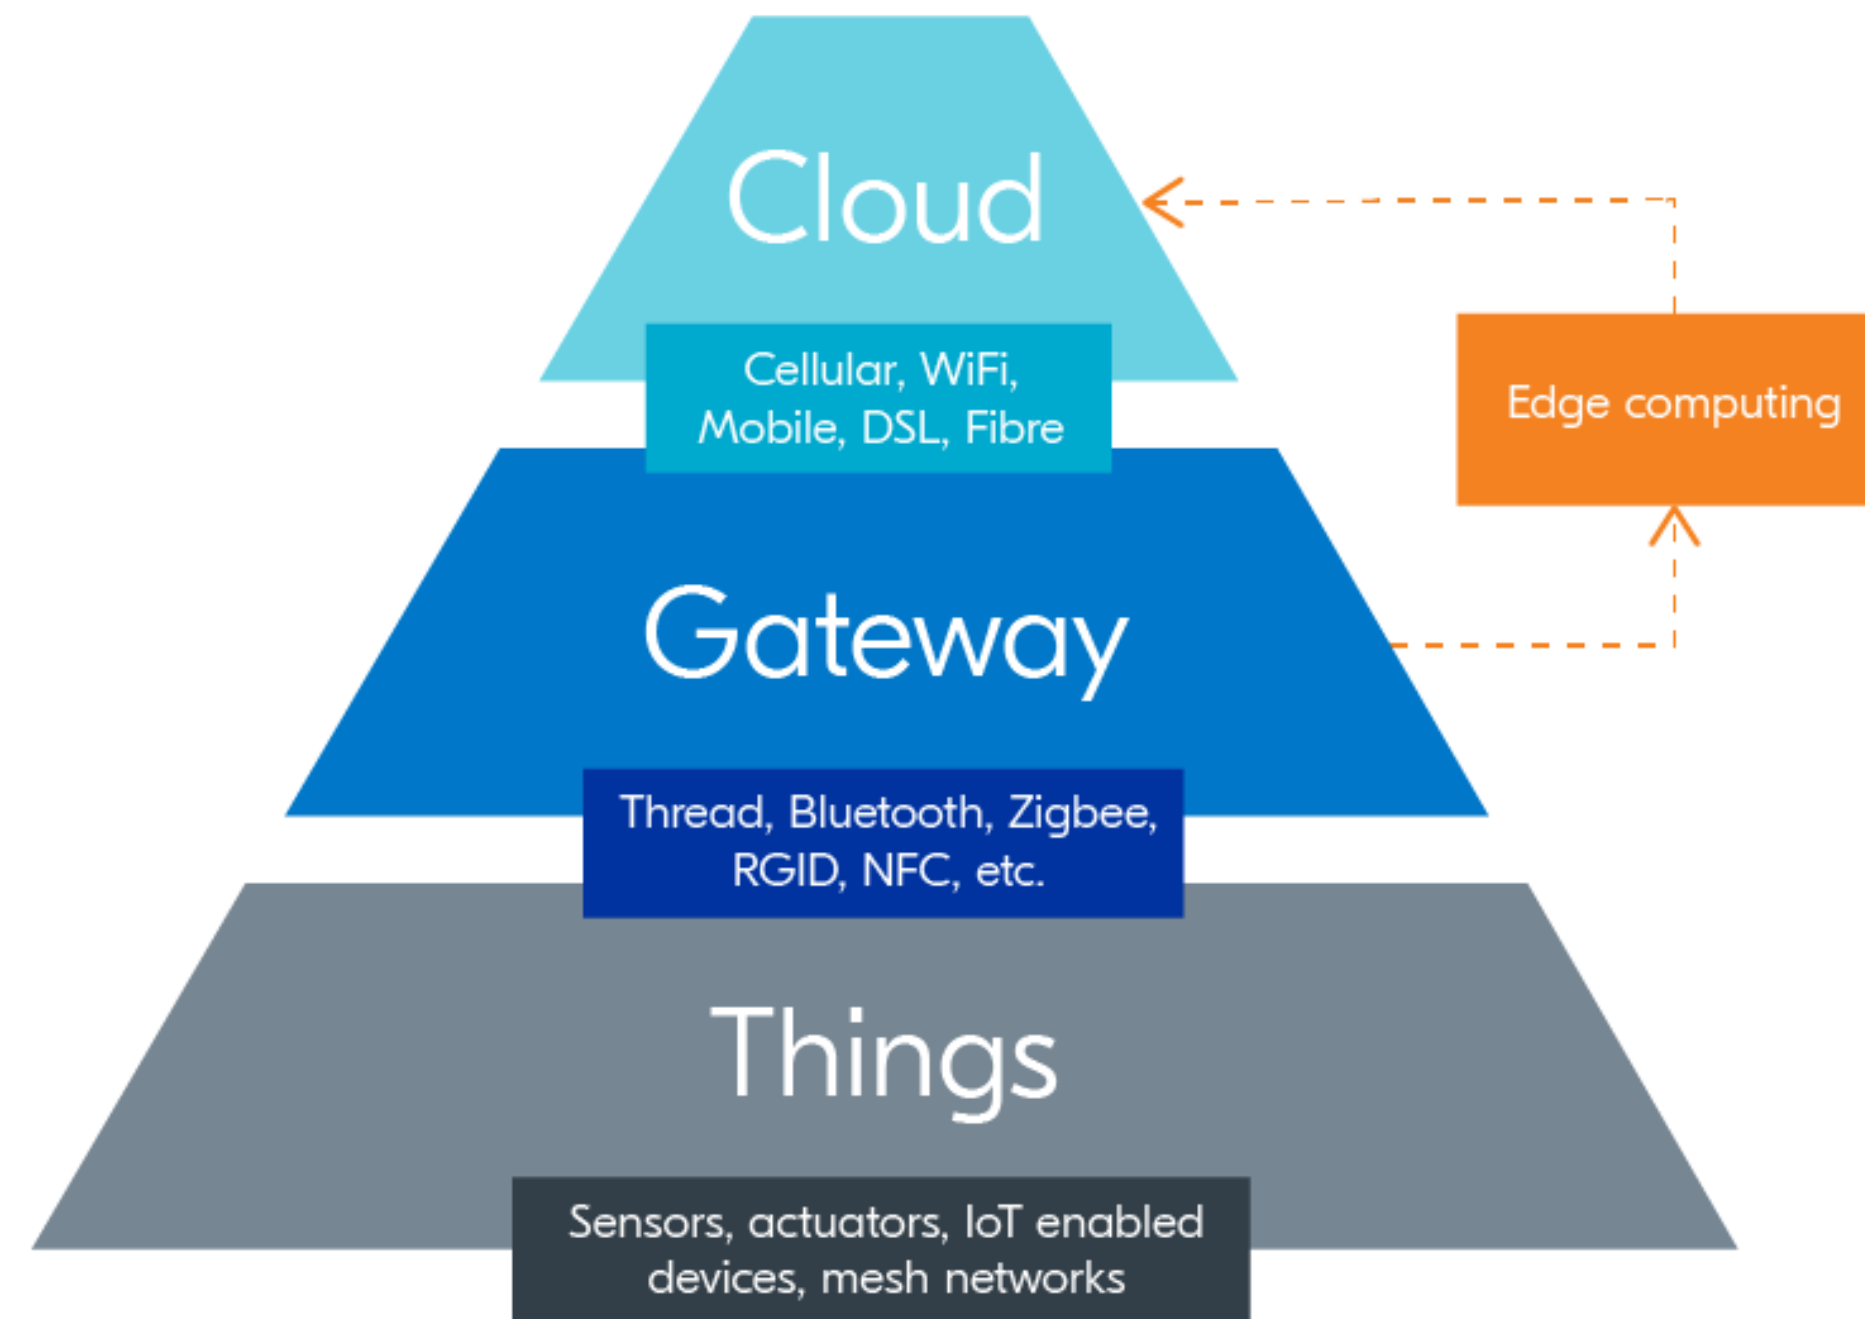 Cloud
Cellular, WiFi,
Mobile, DSL, Fibre
Edge computing
Gateway
Thread, Bluetooth, Zigbee,
RGID, NFC, etc.
Things
Sensors, actuators, IoT enabled
devices, mesh networks